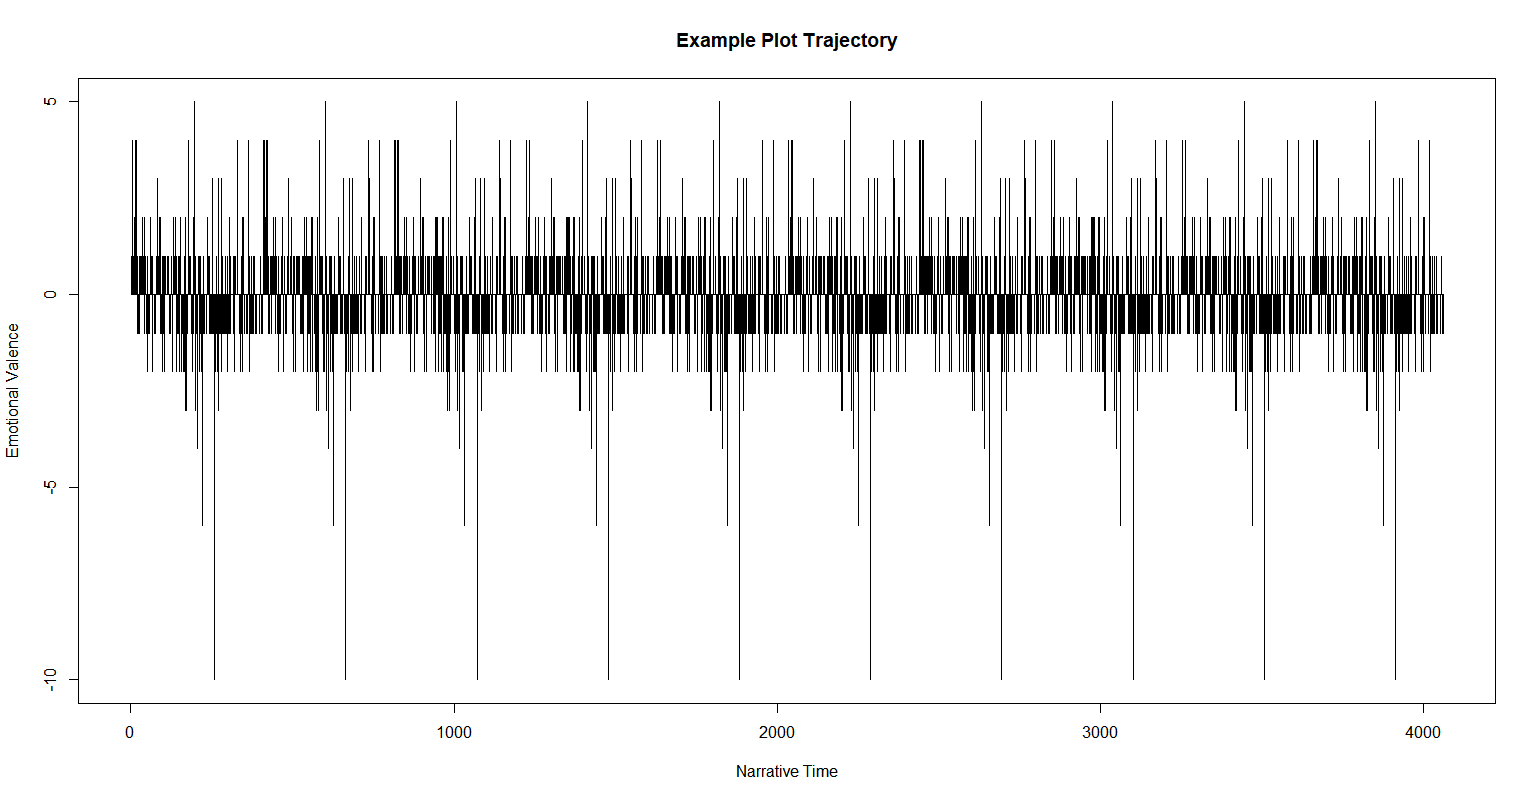 Example Plot Trajectory
5
0
-5
-10
Emotional Valence
0 1000 2000 3000 4000
Narrative Time